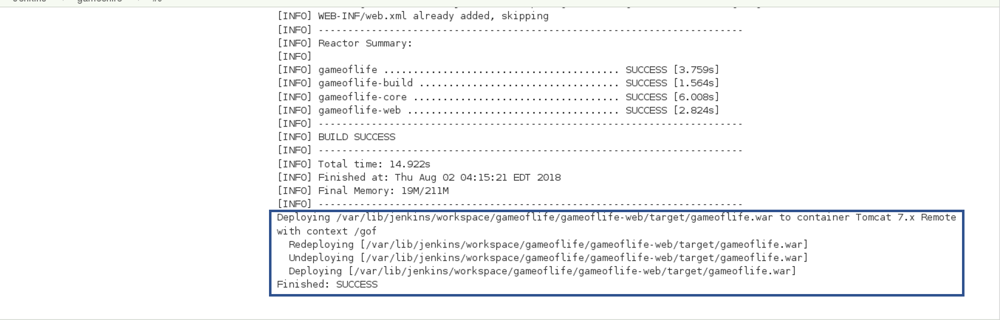 [INFO] WEB-INF/web.xml already added, skipping
[INFO] ------------------------------------------------------------------------
[INFO] Reactor Summary:
[INFO]
[INFO] gameoflife ........................................ SUCCESS [3.759s]
[INFO] gameoflife-build .................................. SUCCESS [1.564s]
[INFO] gameoflife-core ................................... SUCCESS [6.008s]
[INFO] gameoflife-web .................................... SUCCESS [2.824s]
[INFO] ------------------------------------------------------------------------
[INFO] BUILD SUCCESS
[INFO] ------------------------------------------------------------------------
[INFO] Total time: 14.922s
[INFO] Finished at: Thu Aug 02 04:15:21 EDT 2018
[INFO] Final Memory: 19M/211M
[INFO] ------------------------------------------------------------------------
Deploying /var/lib/jenkins/workspace/gameoflife/gameoflife-web/target/gameoflife.war to container Tomcat 7.x Remote
with context /gof
Redeploying [/var/lib/jenkins/workspace/gameoflife/gameoflife-web/target/gameoflife.war]
Undeploying [/var/lib/jenkins/workspace/gameoflife/gameoflife-web/target/gameoflife.war]
Deploying [/var/lib/jenkins/workspace/gameoflife/gameoflife-web/target/gameoflife.war]
Finished: SUCCESS